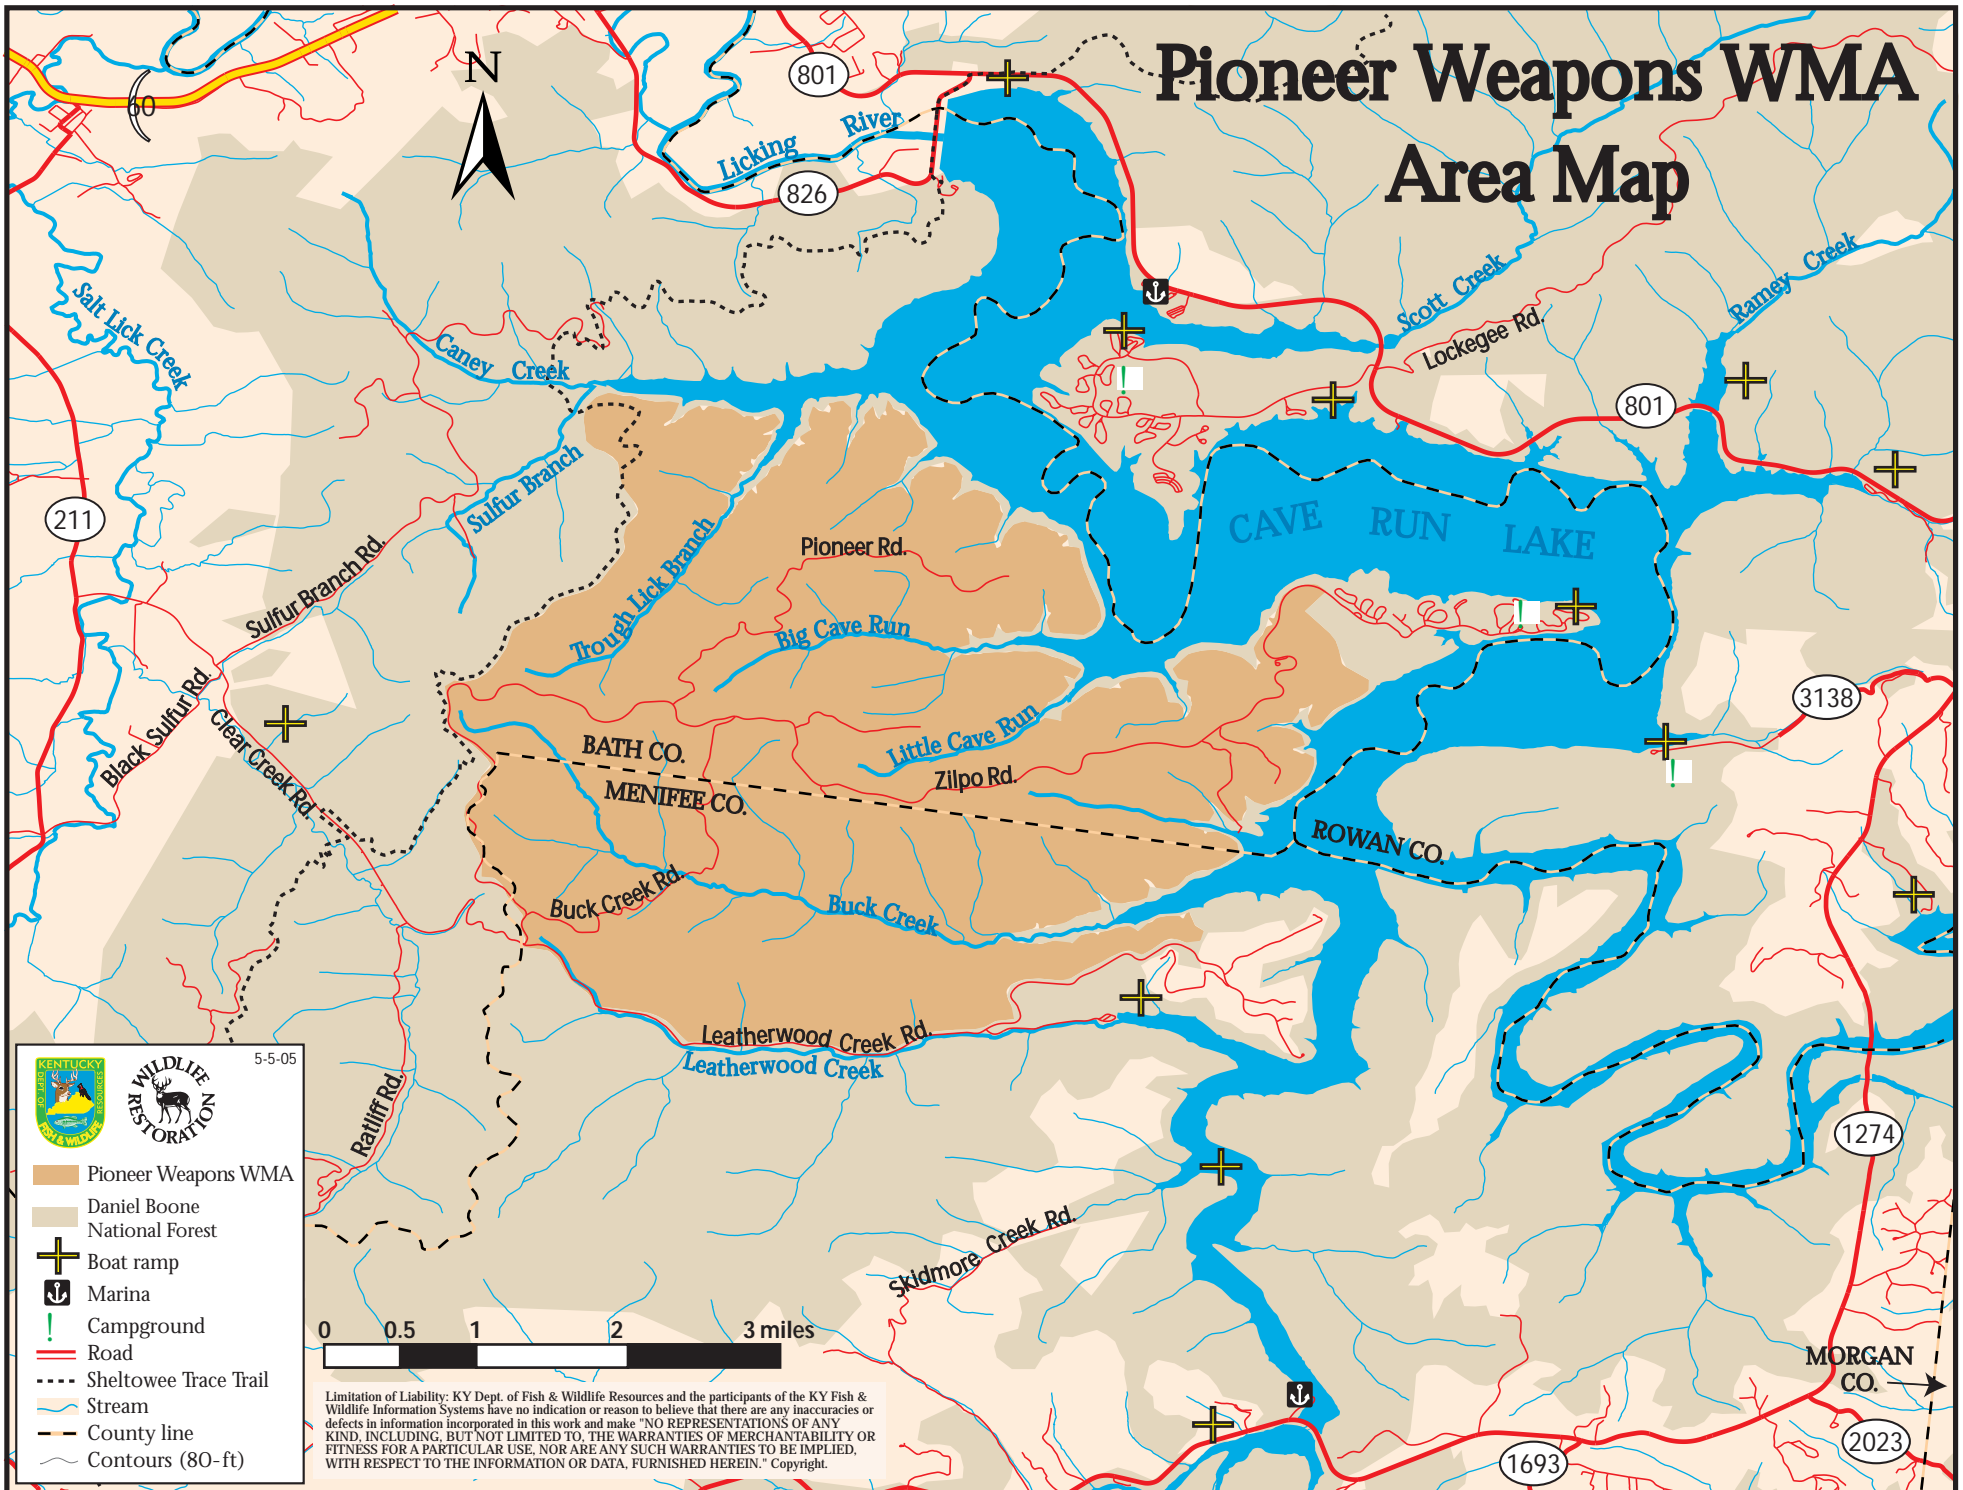 Pioneer Weapons WMA
Area Map
N
801
60
Licking River
826
Salt Lick Creek
Caney Creek
Scott Creek
Lockegee Rd.
Ramey Creek
801
211
Sulfur Branch
CAVE RUN LAKE
Pioneer Rd.
Sulfur Branch Rd.
Trough Lick Branch
Big Cave Run
Black Sulfur Rd.
Clear Creek Rd.
3138
Little Cave Run
BATH CO.
Zilpo Rd.
MENIFEE CO.
ROWAN CO.
Buck Creek Rd.
Buck Creek
Leatherwood Creek Rd.
Leatherwood Creek
Ratliff Rd.
1274
Skidmore Creek Rd.
MORGAN
CO.
2023
1693
5-5-05
KENTUCKY
DEPT. OF
RESOURCES
FISH & WILDLIFE
WILDLIFE
RESTORATION
Pioneer Weapons WMA
Daniel Boone
National Forest
Boat ramp
Marina
Campground
Road
Sheltowee Trace Trail
Stream
County line
Contours (80-ft)
0 0.5 1 2 3 miles
Limitation of Liability: KY Dept. of Fish & Wildlife Resources and the participants of the KY Fish &
Wildlife Information Systems have no indication or reason to believe that there are any inaccuracies or
defects in information incorporated in this work and make "NO REPRESENTATIONS OF ANY
KIND, INCLUDING, BUT NOT LIMITED TO, THE WARRANTIES OF MERCHANTABILITY OR
FITNESS FOR A PARTICULAR USE, NOR ARE ANY SUCH WARRANTIES TO BE IMPLIED,
WITH RESPECT TO THE INFORMATION OR DATA, FURNISHED HEREIN." Copyright.